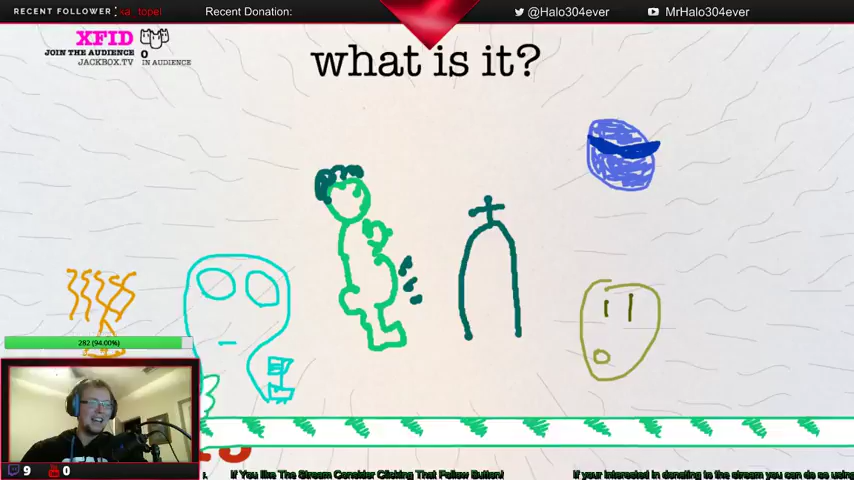 RECENT FOLLOWER
topel
Recent Donation:
@Halo304ever
MrHalo304ever
XFID
JOIN THE AUDIENCE
JACKBOX.TV
0
IN AUDIENCE
what is it?
282 (94.00%)
9
0
If You like The Stream Consider Clicking That Follow Button!
If your interested in donating to the stream you can do so using